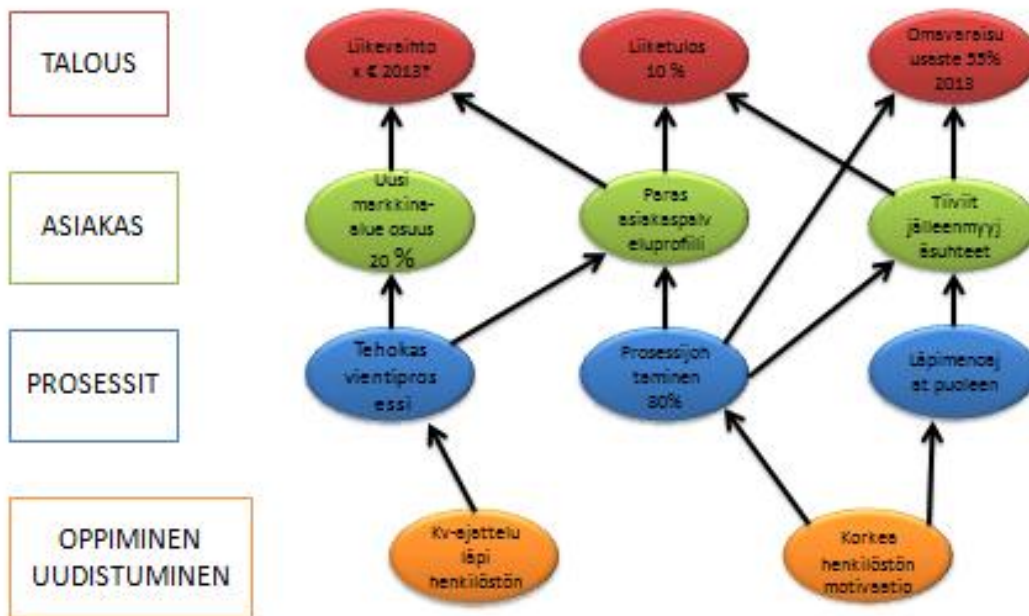 TALOUS
Liikevaihto
x € 2013?
Liiketulos
10 %
Omavaraisu
usaste 55%
2013
ASIAKAS
Uusi
markkina-
alue osuus
20 %
Paras
asiakaspalv
eluprofiili
Tiiviit
jälleenmyyj
äsuhteet
PROSESSIT
Tehokas
vientipros
essi
Prosessijoh
taminen
80%
Läpimenoaj
at puoleen
OPPIMINEN
UUDISTUMINEN
Kv-ajattelu
läpi
henkilöstön
Korkea
henkilöstön
motivaatio